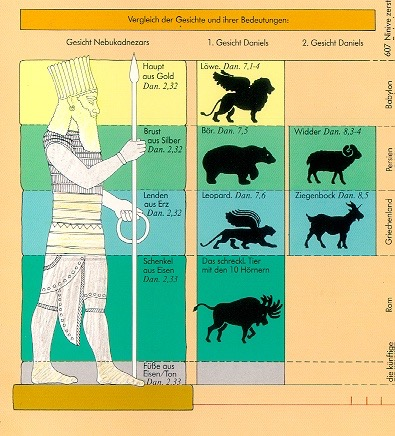 Vergleich der Gesichte und ihrer Bedeutungen:
Gesicht Nebukadnezars
1. Gesicht Daniels
2. Gesicht Daniels
607 Ninive zerst
Haupt
aus Gold
Dan. 2,32
Löwe. Dan. 7,1-4
Babylon
Brust
aus Silber
Dan. 2,32
Bär. Dan. 7,5
Widder Dan. 8,3-4
Persien
Lenden
aus Erz
Dan. 2,32
Leopard. Dan. 7,6
Ziegenbock Dan. 8,5
Griechenland
Schenkel
aus Eisen
Dan. 2,33
Das schreckl. Tier
mit den 10 Hörnern
Rom
Füße aus
Eisen/Ton
Dan. 2,33
die künftige